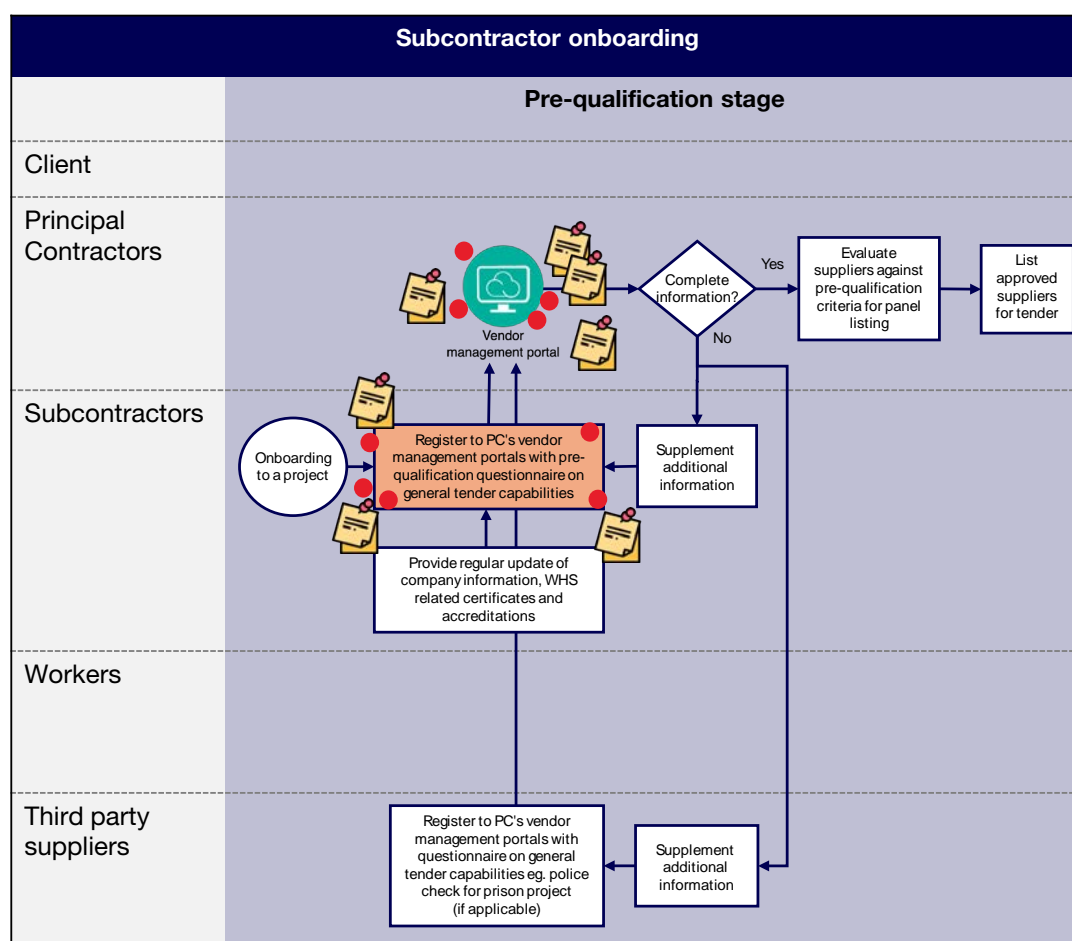 Subcontractor onboarding
Pre-qualification stage
Client
Principal
Contractors
Vendor
management portal
Complete
information?
Yes
No
Evaluate
suppliers against
pre-qualification
criteria for panel
listing
List
approved
suppliers
for tender
Subcontractors
Onboarding
to a project
Register to PC's vendor
management portals with pre-
qualification questionnaire on
general tender capabilities
Supplement
additional
information
Provide regular update of
company information, WHS
related certificates and
accreditations
Workers
Third party
suppliers
Register to PC's vendor
management portals with
questionnaire on general
tender capabilities eg. police
check for prison project
(if applicable)
Supplement
additional
information